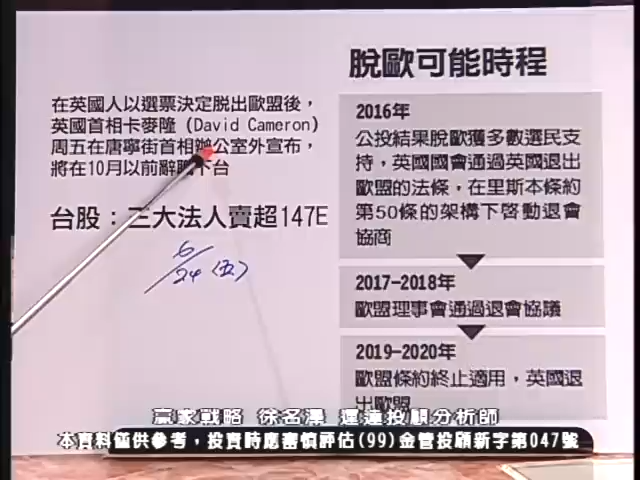 在英國人以選票決定脫出歐盟後，
英國首相卡麥隆（David Cameron）
周五在唐寧街首相辦公室外宣布，
將在10月以前辭職下台
台股：三大法人賣超147E
6/24（五）
脫歐可能時程
2016年
公投結果脫歐獲多數選民支
持，英國國會通過英國退出
歐盟的法條，在里斯本條約
第50條的架構下啓動退會
協商
2017-2018年
歐盟理事會通過退會協議
2019-2020年
歐盟條約終止適用，英國退
出歐盟
贏家戰略 徐名澤 運達投顧分析師
本資料僅供參考，投資時應審慎評估(99)金管投顧新字第047號